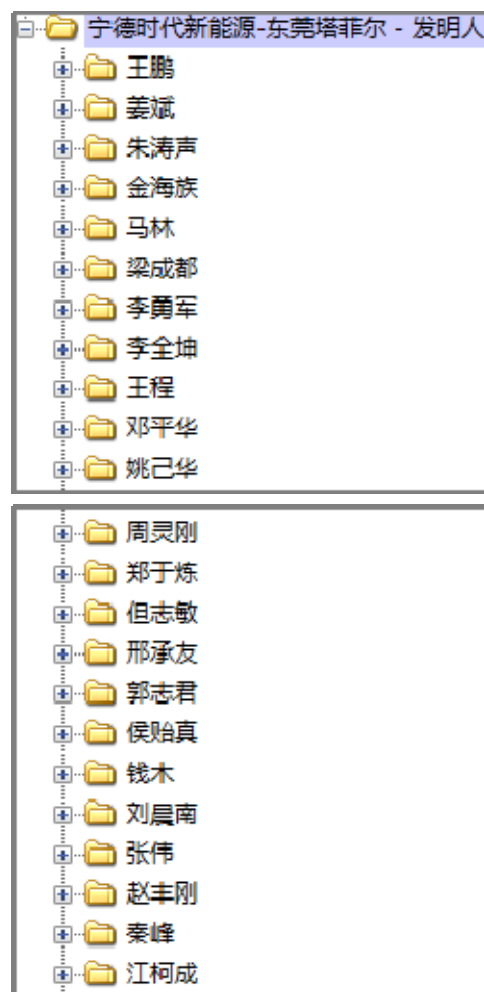 宁德时代新能源-东莞塔菲尔 - 发明人
王鹏
姜斌
朱涛声
金海族
马林
梁成都
李勇军
李全坤
王程
邓平华
姚己华
周灵刚
郑于炼
但志敏
邢承友
郭志君
侯贻真
钱木
刘晨南
张伟
赵丰刚
秦峰
江柯成